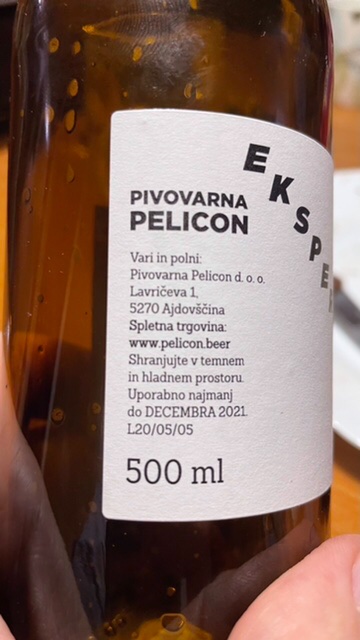 PIVOVARNA
PELICON
Vari in polni:
Pivovarna Pelicon d. o. o.
Lavričeva 1,
5270 Ajdovščina
Spletna trgovina:
www.pelicon.beer
Shranjujte v temnem
in hladnem prostoru.
Uporabno najmanj
do DECEMBRA 2021.
L20/05/05
500 ml